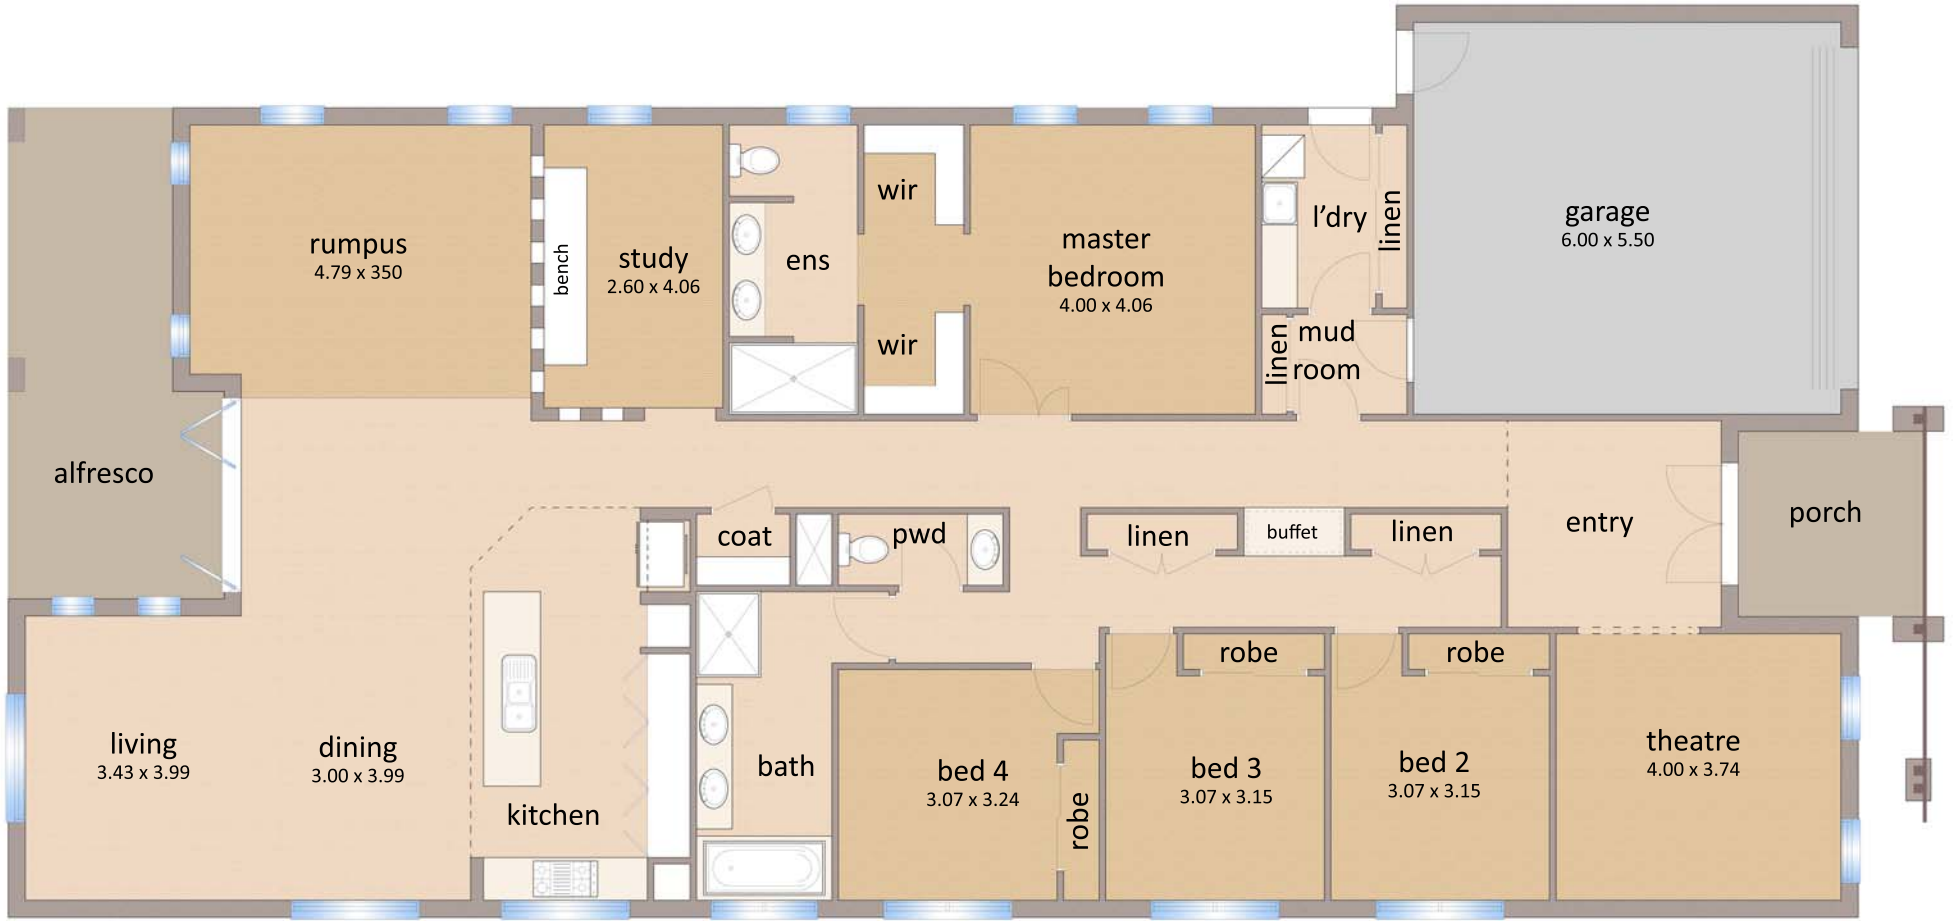 rumpus
4.79 x 350
bench
study
2.60 x 4.06
ens
wir
wir
master
bedroom
4.00 x 4.06
l'dry
linen
linen
mud
room
garage
6.00 x 5.50
alfresco
coat
pwd
linen
buffet
linen
entry
porch
living
3.43 x 3.99
dining
3.00 x 3.99
kitchen
bath
bed 4
3.07 x 3.24
robe
robe
bed 3
3.07 x 3.15
robe
bed 2
3.07 x 3.15
theatre
4.00 x 3.74